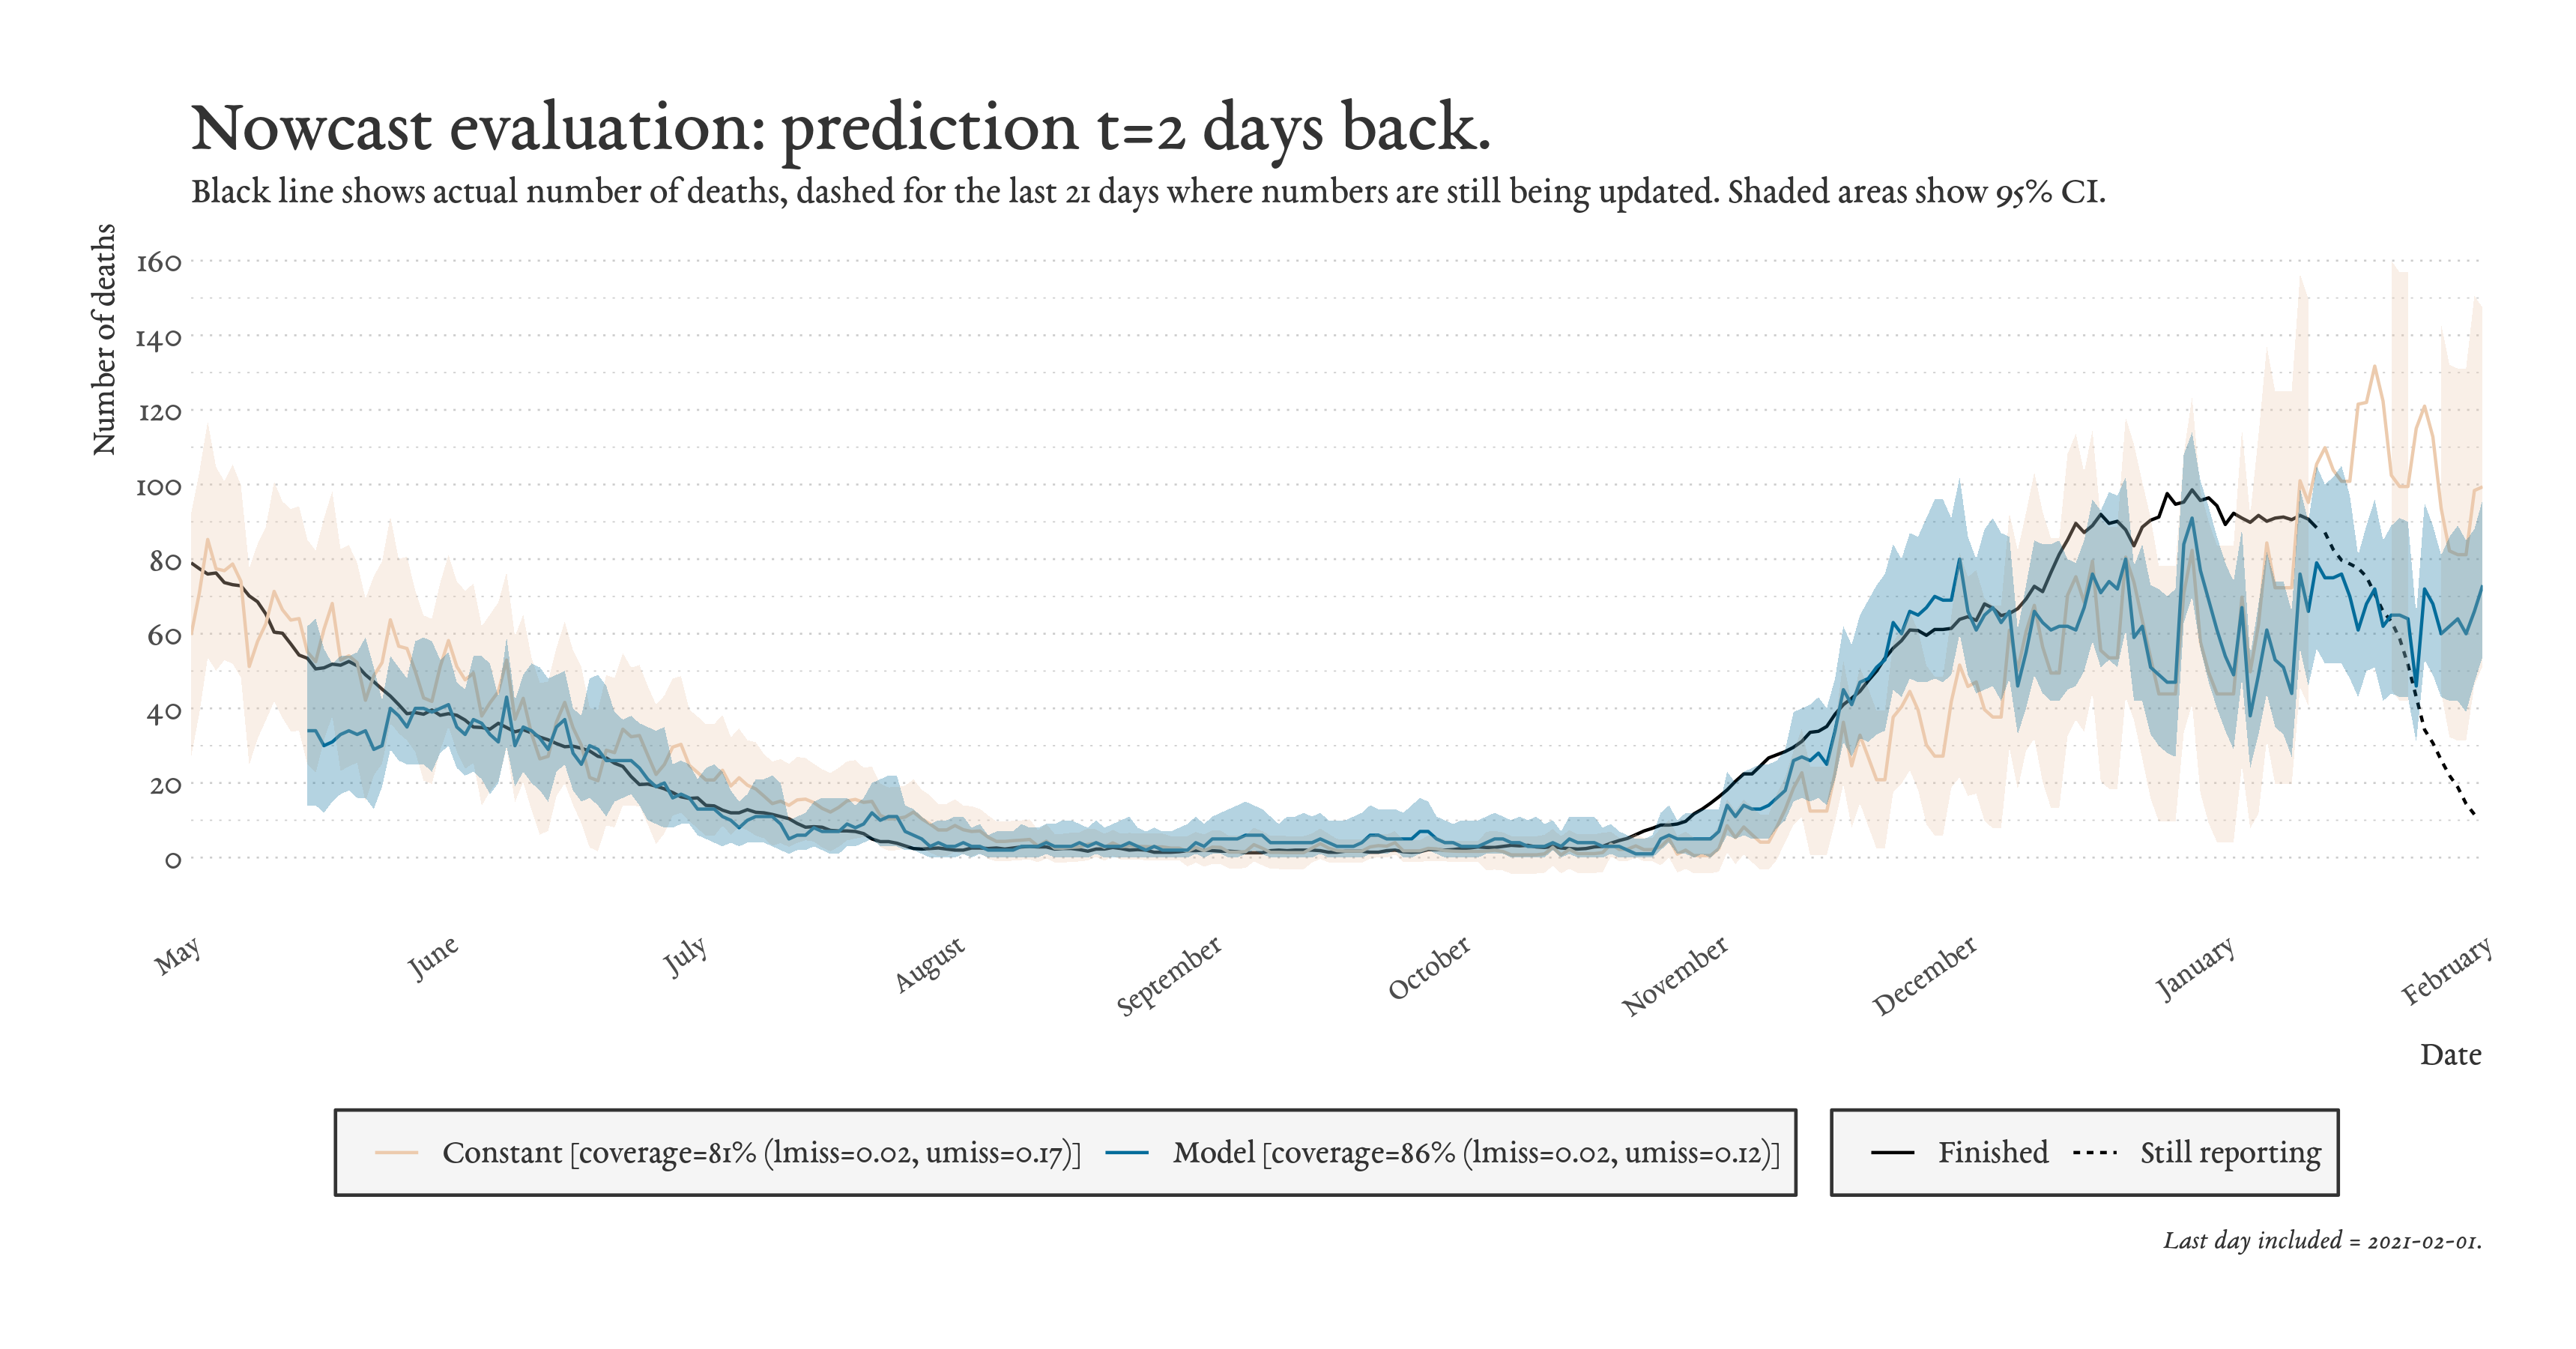 Nowcast evaluation: prediction t=2 days back.
Black line shows actual number of deaths, dashed for the last 21 days where numbers are still being updated. Shaded areas show 95% CI.
Number of deaths
160
140
120
100
80
60
40
20
0
May
June
July
August
September
October
November
December
January
February
Date
Constant [coverage=81% (lmiss=0.02, umiss=0.17)]
Model [coverage=86% (lmiss=0.02, umiss=0.12)]
Finished
Still reporting
Last day included = 2021-02-01.